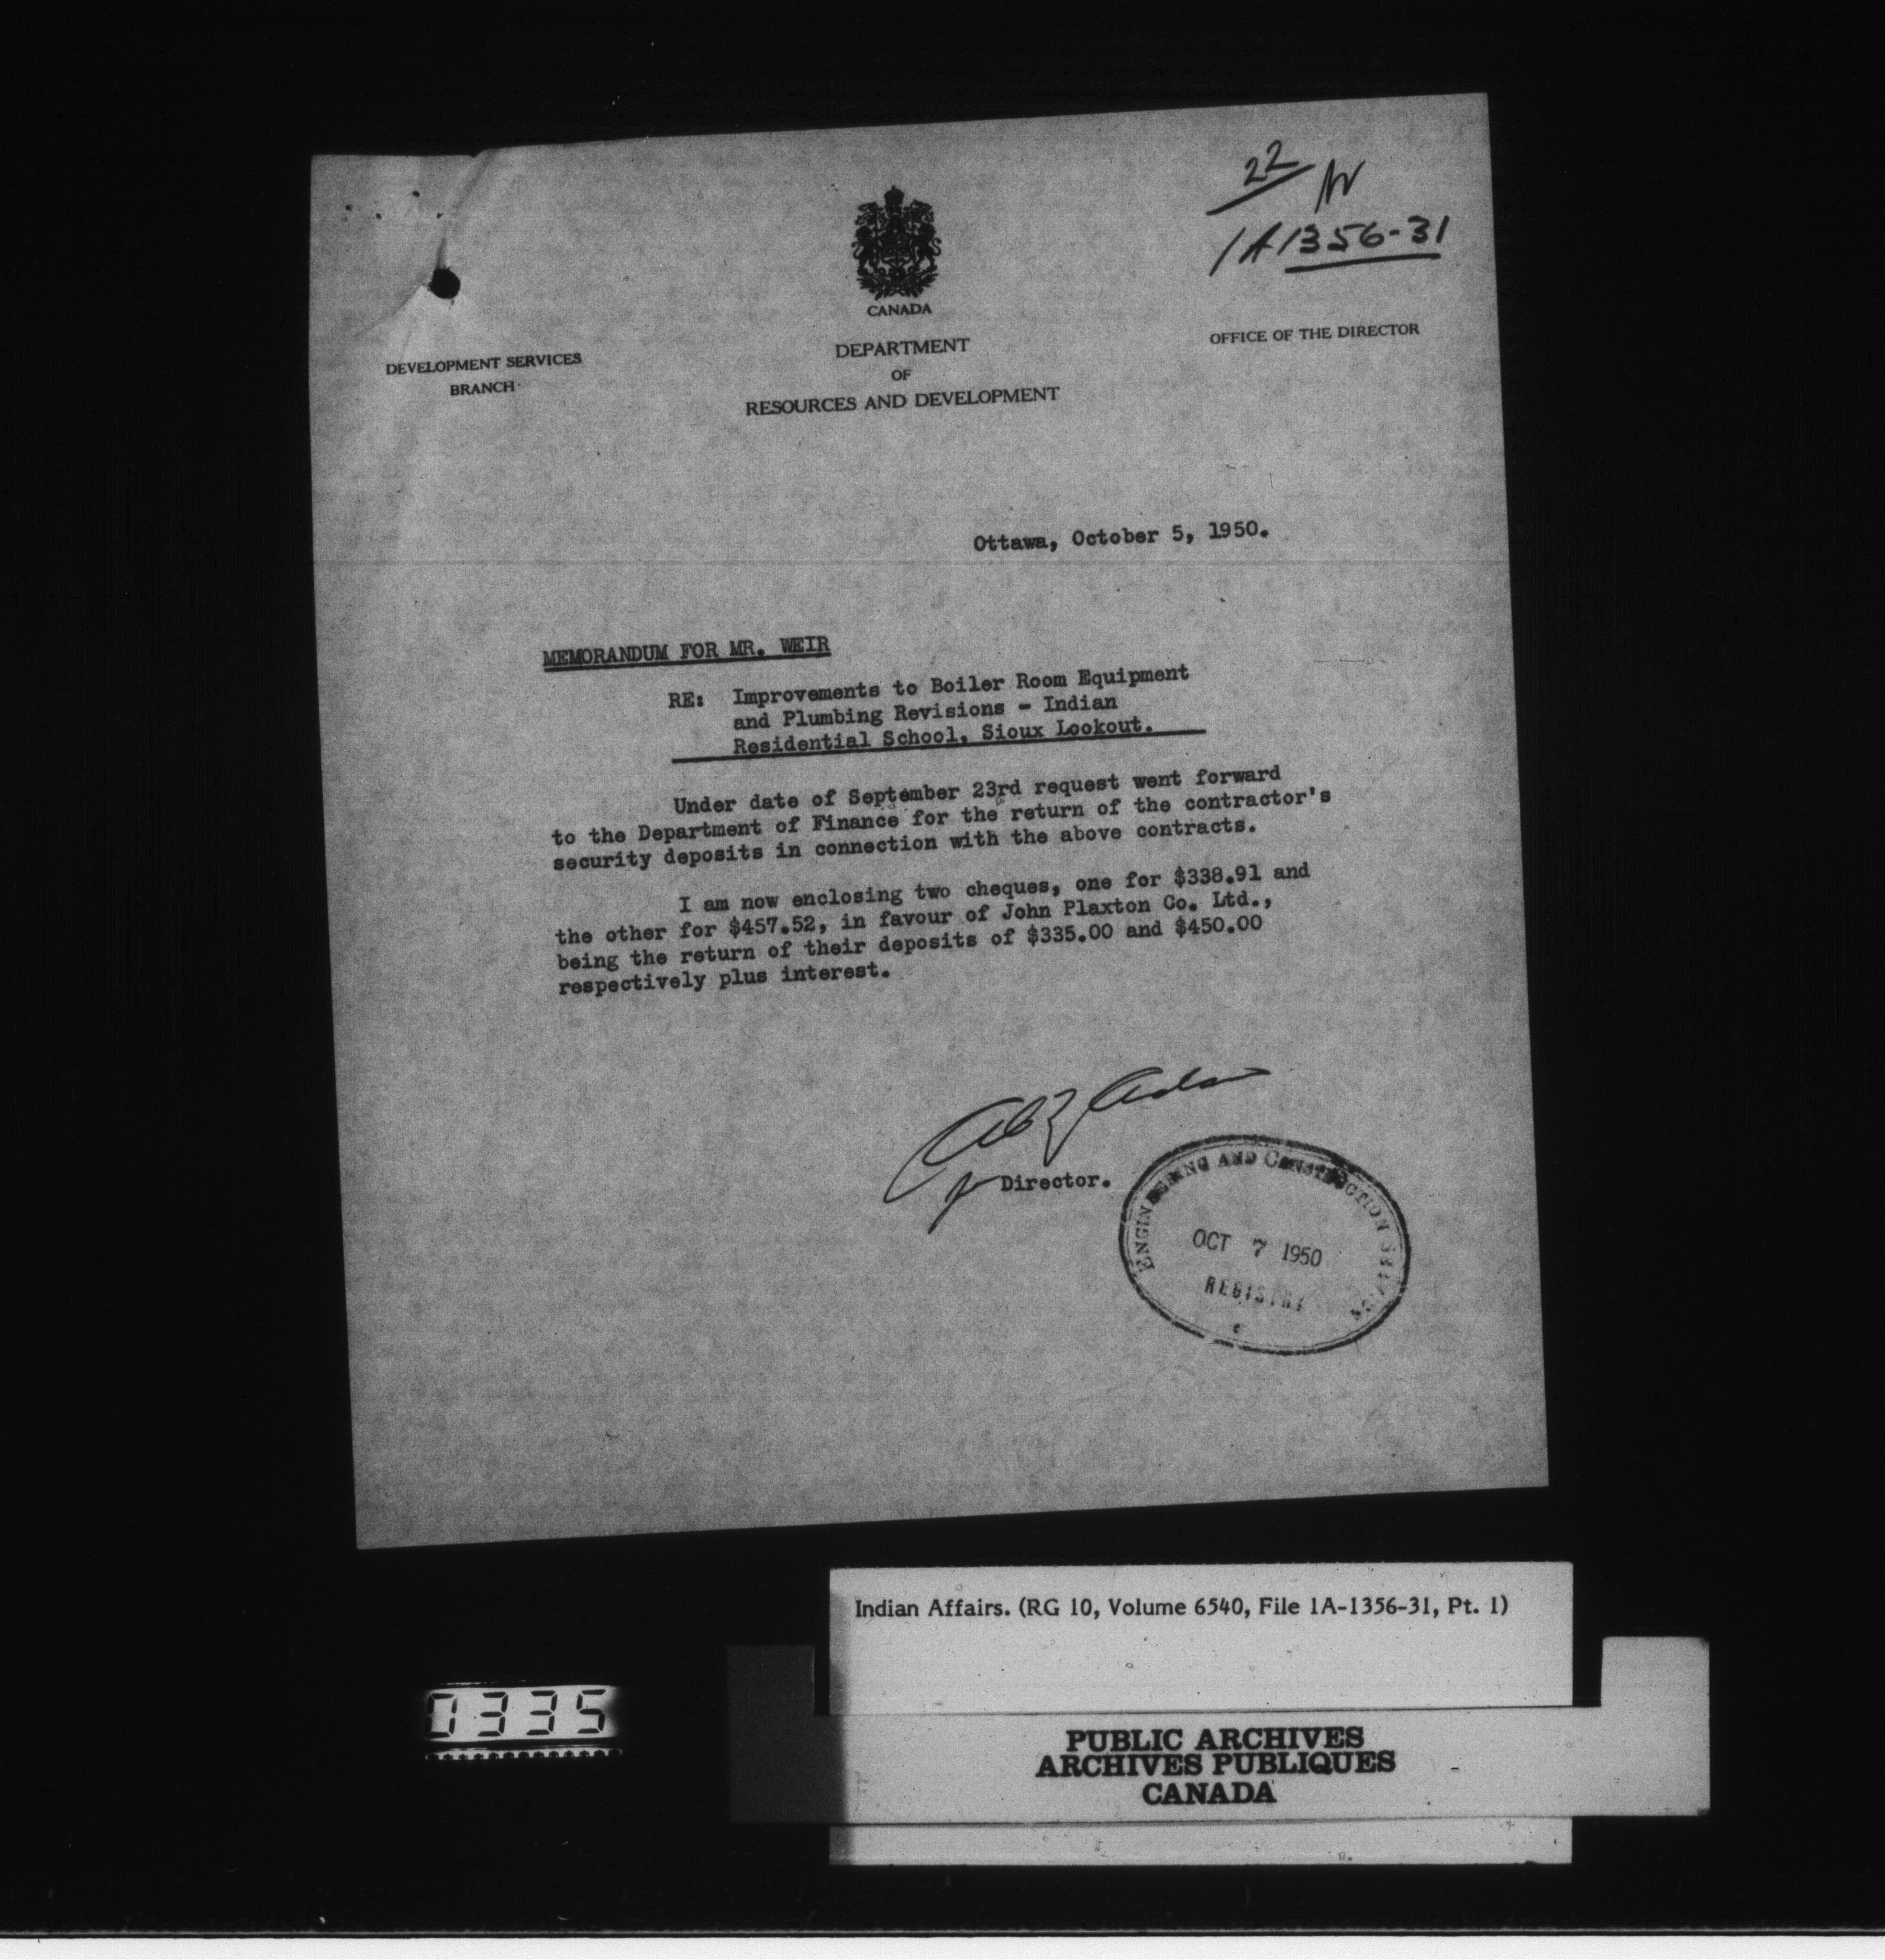 22
1A1356-31
CANADA
DEVELOPMENT SERVICES
BRANCH
DEPARTMENT
OF
RESOURCES AND DEVELOPMENT
OFFICE OF THE DIRECTOR
Ottawa, October 5, 1950.
MEMORANDUM FOR MR. WEIR
RE: Improvements to Boiler Room Equipment
and Plumbing Revisions - Indian
Residential School, Sioux Lookout.
Under date of September 23rd request went forward
to the Department of Finance for the return of the contractor's
security deposits in connection with the above contracts.
I am now enclosing two cheques, one for $338.91 and
the other for $457.52, in favour of John Plaxton Co. Ltd.,
being the return of their deposits of $335.00 and $450.00
respectively plus interest.
Director.
ENGINEERING AND CONSTRUCTION
OCT 7 1950
REGISTRY
Indian Affairs. (RG 10, Volume 6540, File 1A-1356-31, Pt. 1)
0335
PUBLIC ARCHIVES
ARCHIVES PUBLIQUES
CANADA